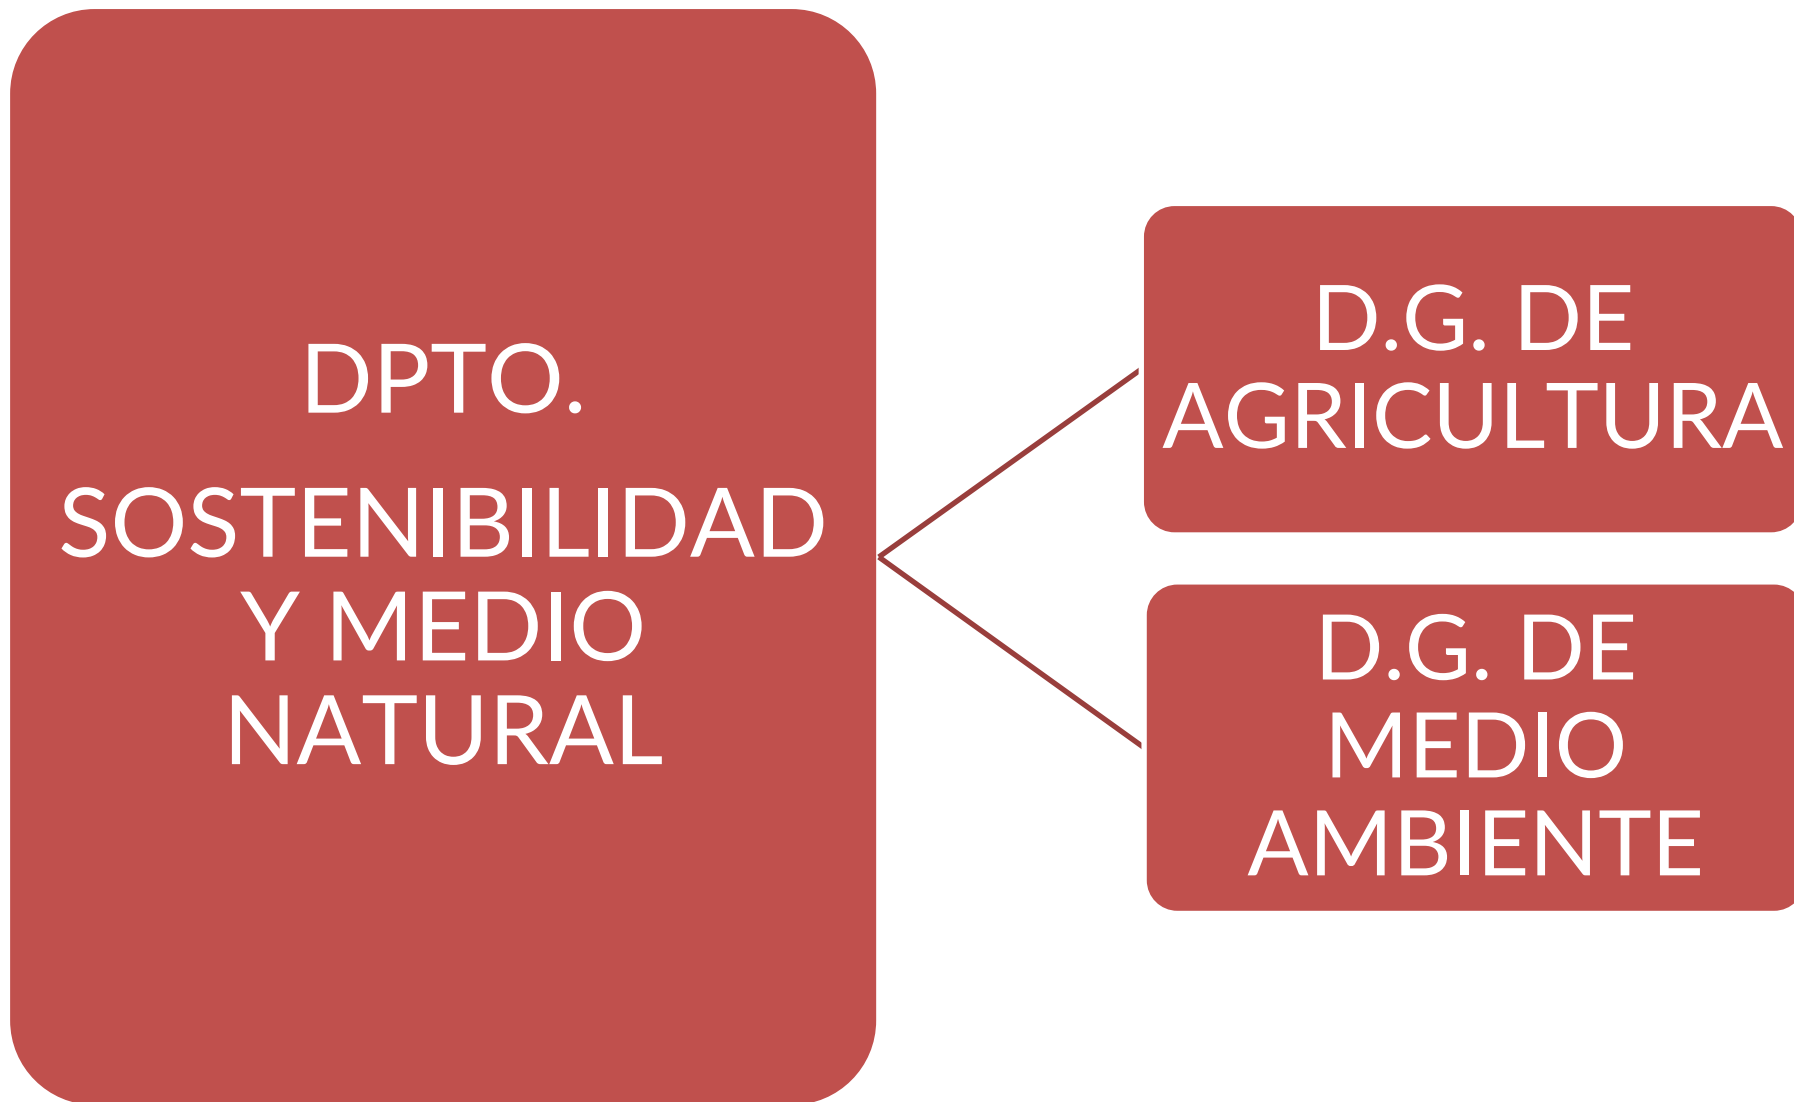 DPTO.
SOSTENIBILIDAD
Y MEDIO
NATURAL
D.G. DE
AGRICULTURA
D.G. DE
MEDIO
AMBIENTE